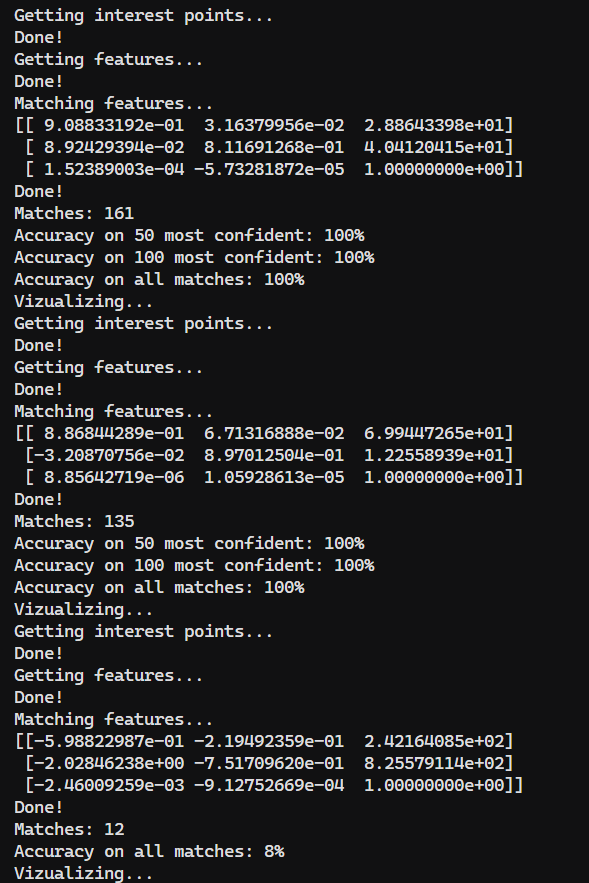 Getting interest points...
Done!
Getting features...
Done!
Matching features...
[[ 9.08833192e-01  3.16379956e-02  2.88643398e+01]
 [ 8.92429394e-02  8.11691268e-01  4.04120415e+01]
 [ 1.52389003e-04 -5.73281872e-05  1.00000000e+00]]
Done!
Matches: 161
Accuracy on 50 most confident: 100%
Accuracy on 100 most confident: 100%
Accuracy on all matches: 100%
Vizualizing...
Getting interest points...
Done!
Getting features...
Done!
Matching features...
[[ 8.86844289e-01  6.71316888e-02  6.99447265e+01]
 [-3.20870756e-02  8.97012504e-01  1.22558939e+01]
 [ 8.85642719e-06  1.05928613e-05  1.00000000e+00]]
Done!
Matches: 135
Accuracy on 50 most confident: 100%
Accuracy on 100 most confident: 100%
Accuracy on all matches: 100%
Vizualizing...
Getting interest points...
Done!
Getting features...
Done!
Matching features...
[[-5.98822987e-01 -2.19492359e-01  2.42164085e+02]
 [-2.02846238e+00 -7.51709620e-01  8.25579114e+02]
 [-2.46009259e-03 -9.12752669e-04  1.00000000e+00]]
Done!
Matches: 12
Accuracy on all matches: 8%
Vizualizing...